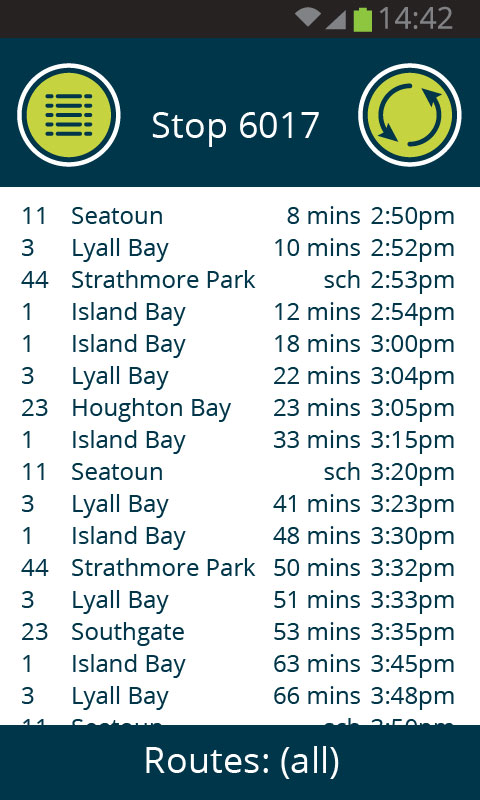 14:42
Stop 6017
11 Seatoun 8 mins 2:50pm
3 Lyall Bay 10 mins 2:52pm
44 Strathmore Park sch 2:53pm
1 Island Bay 12 mins 2:54pm
1 Island Bay 18 mins 3:00pm
3 Lyall Bay 22 mins 3:04pm
23 Houghton Bay 23 mins 3:05pm
1 Island Bay 33 mins 3:15pm
11 Seatoun sch 3:20pm
3 Lyall Bay 41 mins 3:23pm
1 Island Bay 48 mins 3:30pm
44 Strathmore Park 50 mins 3:32pm
3 Lyall Bay 51 mins 3:33pm
23 Southgate 53 mins 3:35pm
1 Island Bay 63 mins 3:45pm
3 Lyall Bay 66 mins 3:48pm
11 Seatoun sch 3:50pm
Routes: (all)